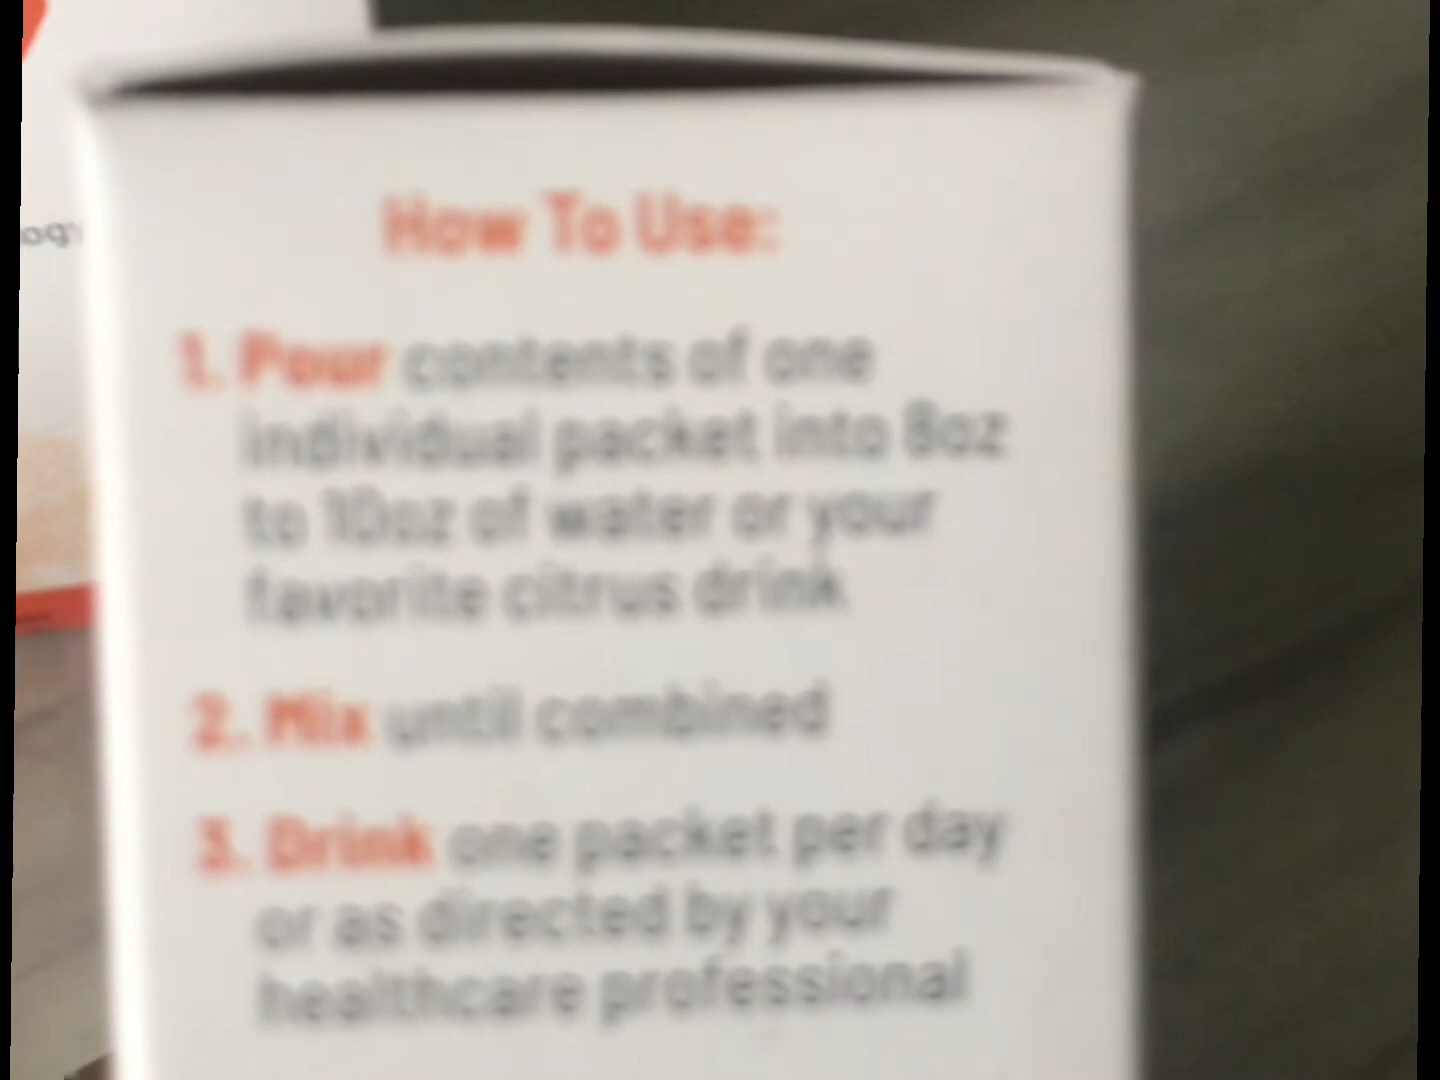 How To Use:
1. Pour contents of one
individual packet into 8oz
to 10oz of water or your
favorite citrus drink
2. Mix until combined
3. Drink one packet per day
or as directed by your
healthcare professional